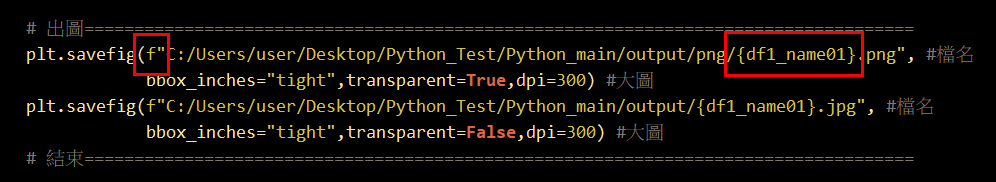 # 出圖===================================================================================
plt.savefig(f"C:/Users/user/Desktop/Python_Test/Python_main/output/png/{df1_name01}.png", #檔名
            bbox_inches="tight",transparent=True,dpi=300) #大圖
plt.savefig(f"C:/Users/user/Desktop/Python_Test/Python_main/output/{df1_name01}.jpg", #檔名
            bbox_inches="tight",transparent=False,dpi=300) #大圖
# 結束===================================================================================